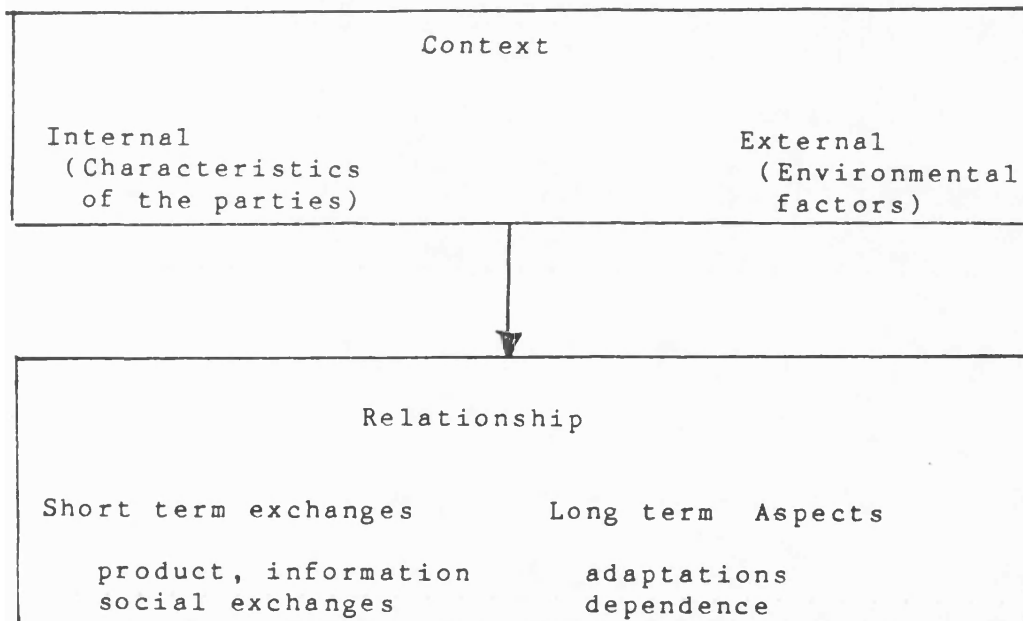 Context
Internal
(Characteristics
of the parties)
External
(Environmental
factors)
Relationship
Short term exchanges
product, information
social exchanges
Long term Aspects
adaptations
dependence